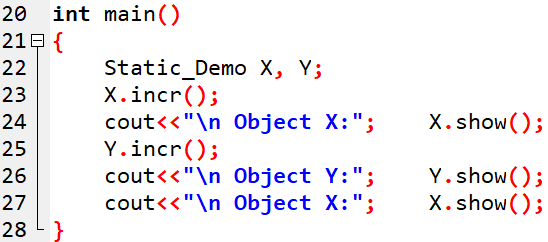 20 int main()
21 {
22     Static_Demo X, Y;
23     X.incr();
24     cout<<"\n Object X:";    X.show();
25     Y.incr();
26     cout<<"\n Object Y:";    Y.show();
27     cout<<"\n Object X:";    X.show();
28 }